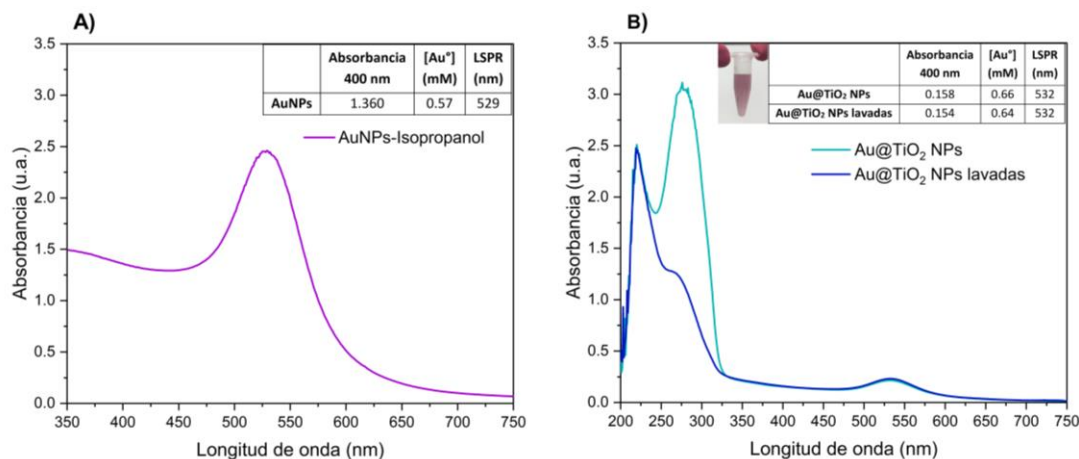 A)
Absorbancia 400 nm [Au°] (mM) LSPR (nm)
AuNPs 1.360 0.57 529
AuNPs-Isopropanol
Absorbancia (u.a.)
3.5
3.0
2.5
2.0
1.5
1.0
0.5
0.0
350 400 450 500 550 600 650 700 750
Longitud de onda (nm)
B)
Absorbancia 400 nm [Au°] (mM) LSPR (nm)
Au@TiO₂ NPs 0.158 0.66 532
Au@TiO₂ NPs lavadas 0.154 0.64 532
Au@TiO₂ NPs
Au@TiO₂ NPs lavadas
Absorbancia (u.a.)
3.5
3.0
2.5
2.0
1.5
1.0
0.5
0.0
200 250 300 350 400 450 500 550 600 650 700 750
Longitud de onda (nm)